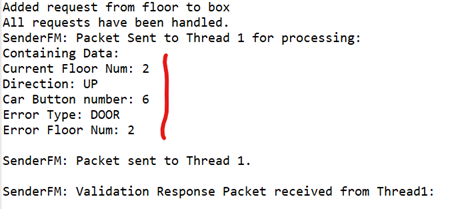 Added request from floor to box
All requests have been handled.
SenderFM: Packet Sent to Thread 1 for processing:
Containing Data:
Current Floor Num: 2
Direction: UP
Car Button number: 6
Error Type: DOOR
Error Floor Num: 2
SenderFM: Packet sent to Thread 1.
SenderFM: Validation Response Packet received from Thread1: